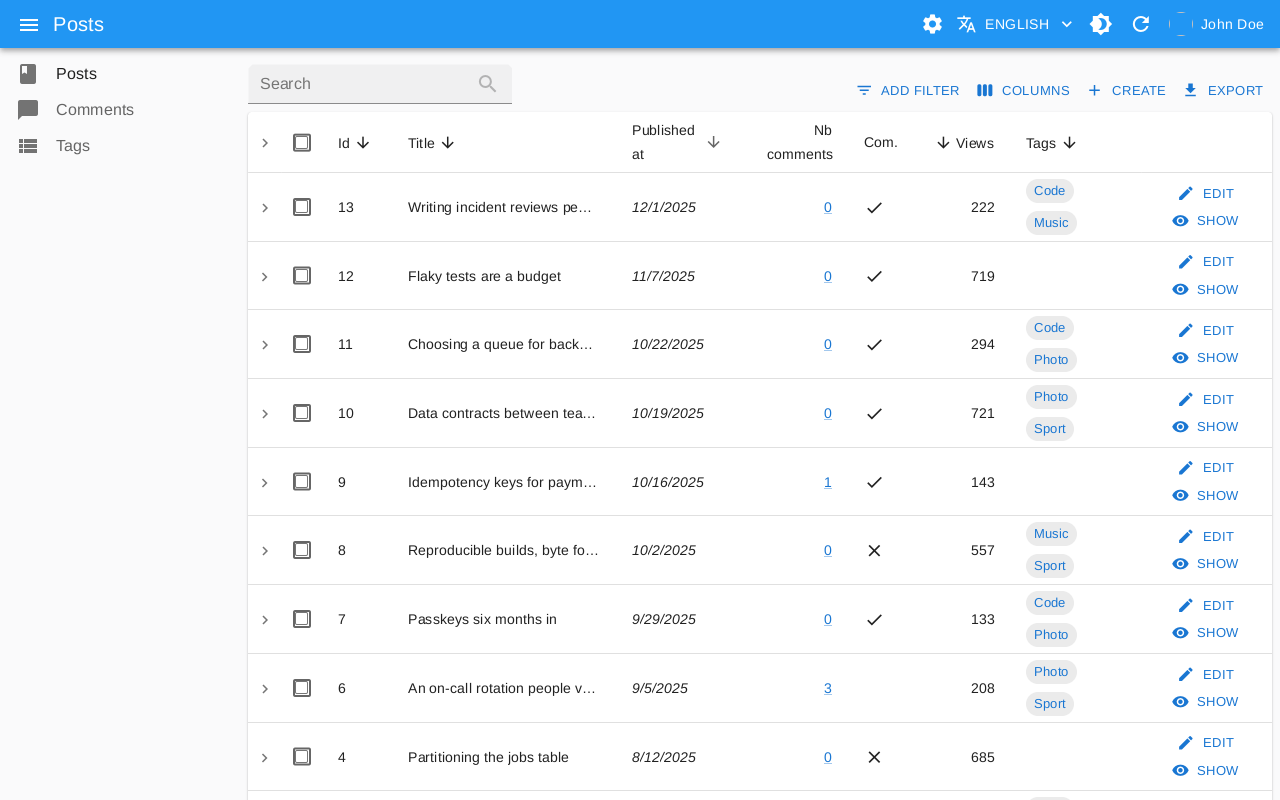 Posts
ENGLISH
John Doe
Posts
Comments
Tags
Search
ADD FILTER
COLUMNS
CREATE
EXPORT
Id
Title
Published
at
Nb
comments
Com.
Views
Tags
13
Writing incident reviews pe…
12/1/2025
0
222
Code
Music
EDIT
SHOW
12
Flaky tests are a budget
11/7/2025
0
719
EDIT
SHOW
11
Choosing a queue for back…
10/22/2025
0
294
Code
Photo
EDIT
SHOW
10
Data contracts between tea…
10/19/2025
0
721
Photo
Sport
EDIT
SHOW
9
Idempotency keys for paym…
10/16/2025
1
143
EDIT
SHOW
8
Reproducible builds, byte fo…
10/2/2025
0
557
Music
Sport
EDIT
SHOW
7
Passkeys six months in
9/29/2025
0
133
Code
Photo
EDIT
SHOW
6
An on-call rotation people v…
9/5/2025
3
208
Photo
Sport
EDIT
SHOW
4
Partitioning the jobs table
8/12/2025
0
685
EDIT
SHOW